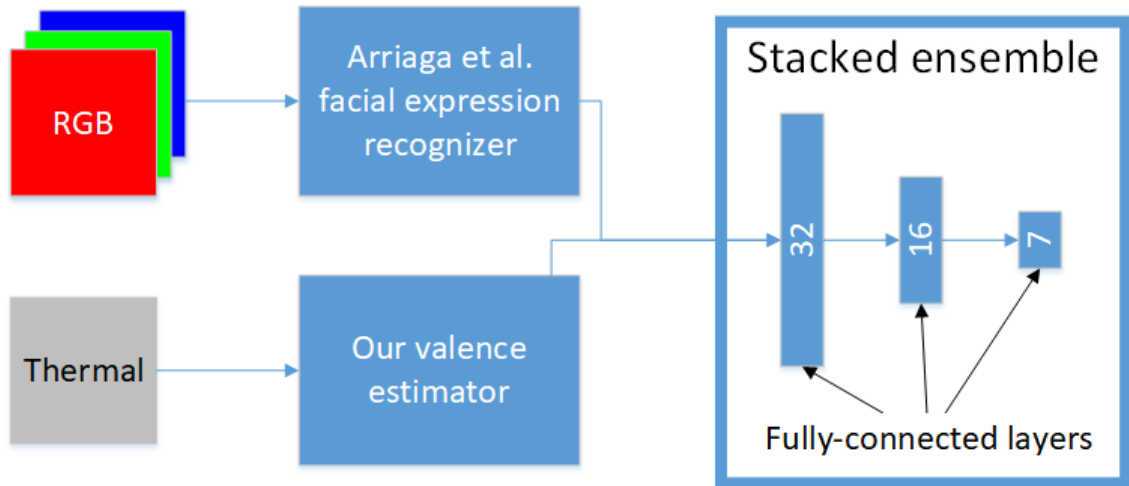 RGB
Arriaga et al.
facial expression
recognizer
Thermal
Our valence
estimator
Stacked ensemble
32
16
7
Fully-connected layers